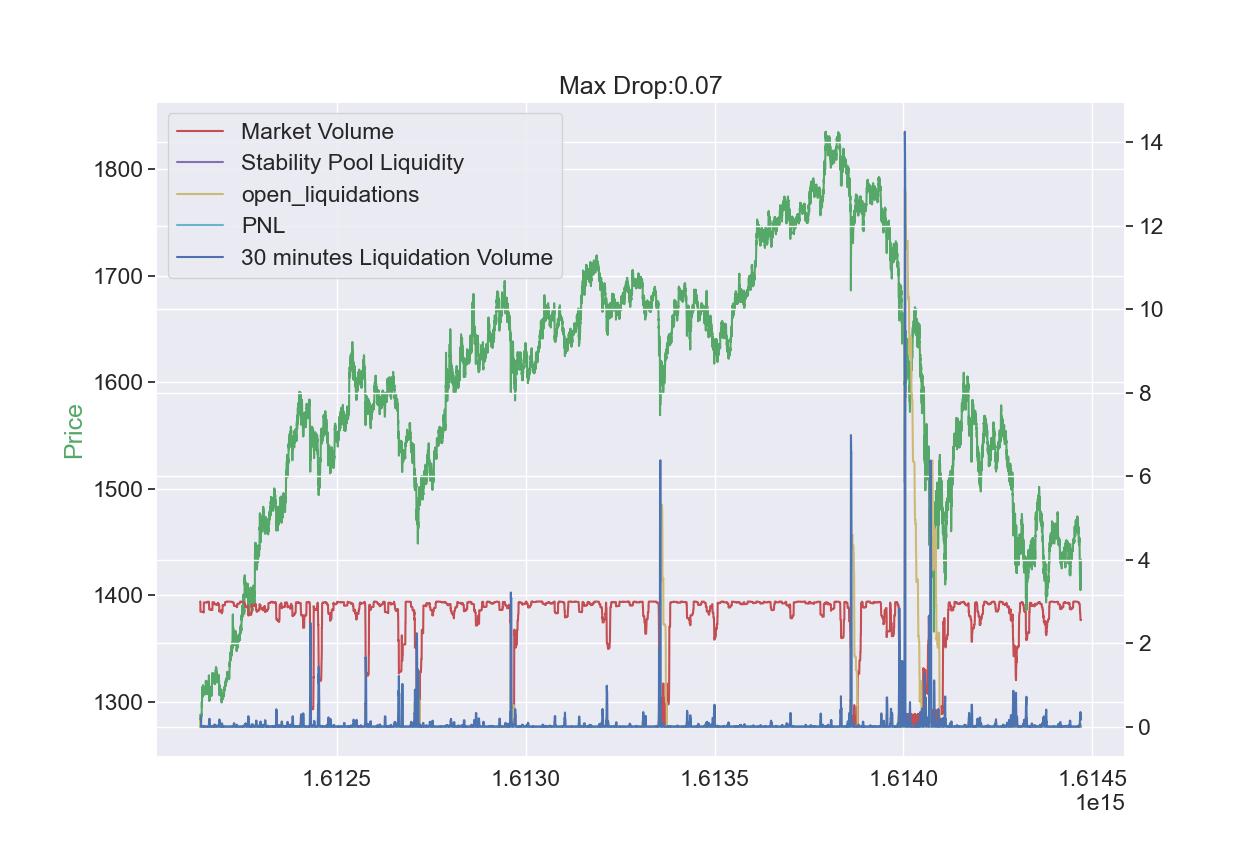 Max Drop:0.07
Market Volume
Stability Pool Liquidity
open_liquidations
PNL
30 minutes Liquidation Volume
Price
1800
1700
1600
1500
1400
1300
14
12
10
8
6
4
2
0
1.6125
1.6130
1.6135
1.6140
1.6145
1e15